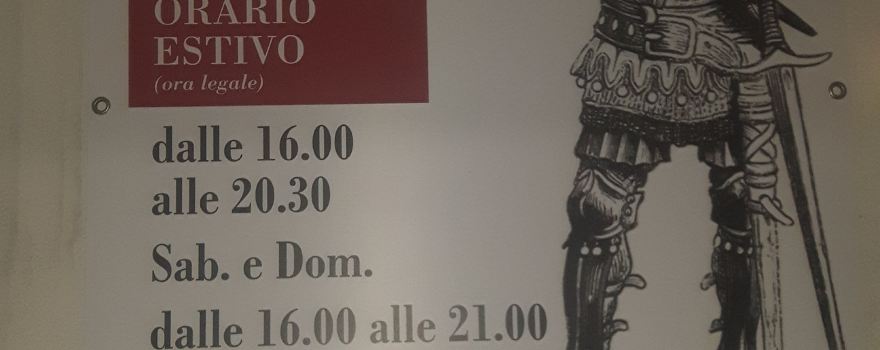 ORARIO
ESTIVO
(ora legale)
dalle 16.00
alle 20.30
Sab. e Dom.
dalle 16.00 alle 21.00